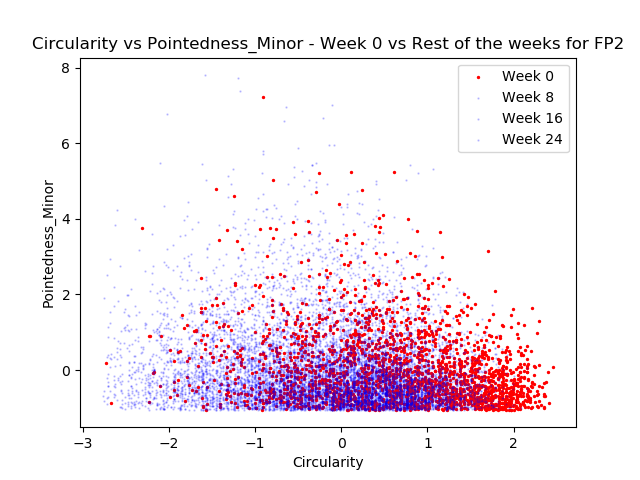 Circularity vs Pointedness_Minor - Week 0 vs Rest of the weeks for FP2
Week 0
Week 8
Week 16
Week 24
8
6
4
2
0
Pointedness_Minor
−3
−2
−1
0
1
2
Circularity